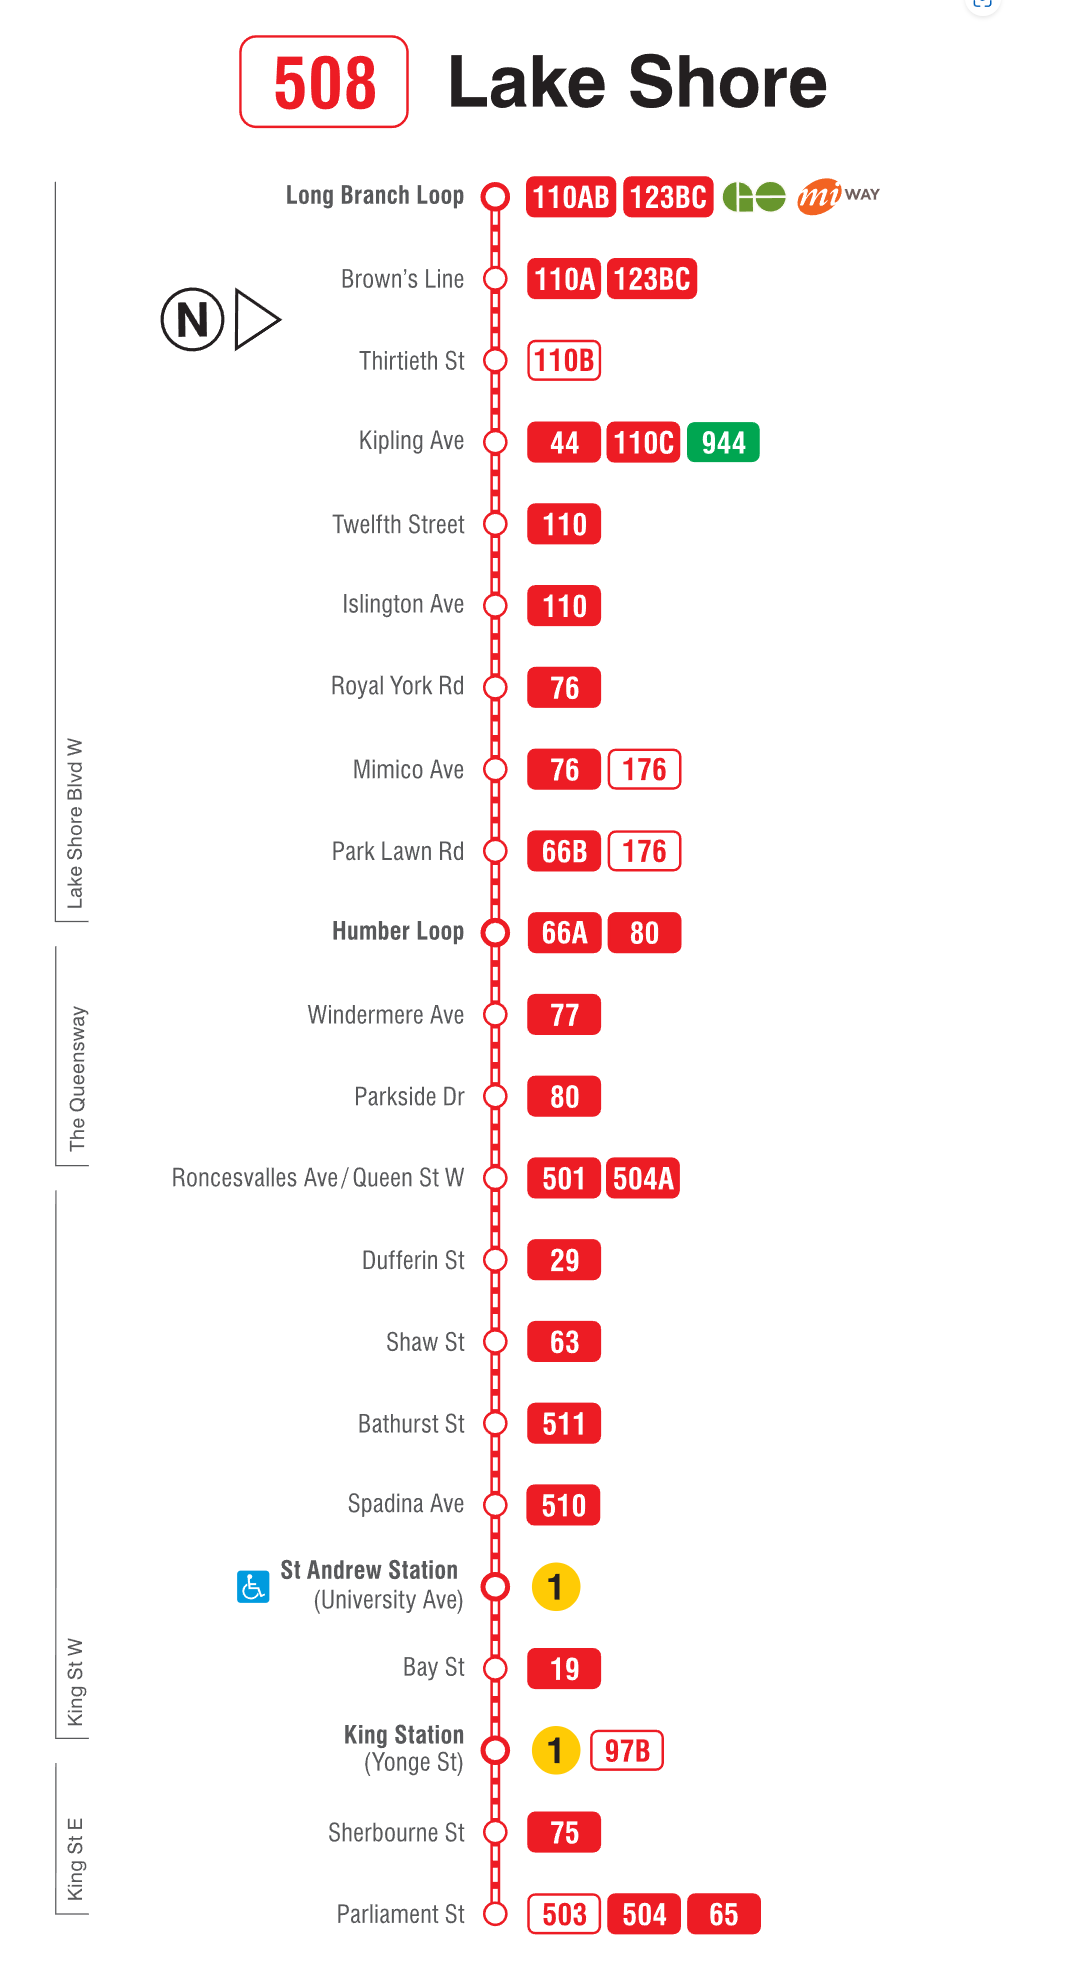 508 Lake Shore
Long Branch Loop 110AB 123BC GO mi WAY
Brown's Line 110A 123BC
N
Thirtieth St 110B
Kipling Ave 44 110C 944
Twelfth Street 110
Islington Ave 110
Royal York Rd 76
Mimico Ave 76 176
Lake Shore Blvd W
Park Lawn Rd 66B 176
Humber Loop 66A 80
Windermere Ave 77
The Queensway
Parkside Dr 80
Roncesvalles Ave/Queen St W 501 504A
Dufferin St 29
Shaw St 63
Bathurst St 511
Spadina Ave 510
St Andrew Station
(University Ave) 1
Bay St 19
King St W
King Station
(Yonge St) 1 97B
Sherbourne St 75
King St E
Parliament St 503 504 65